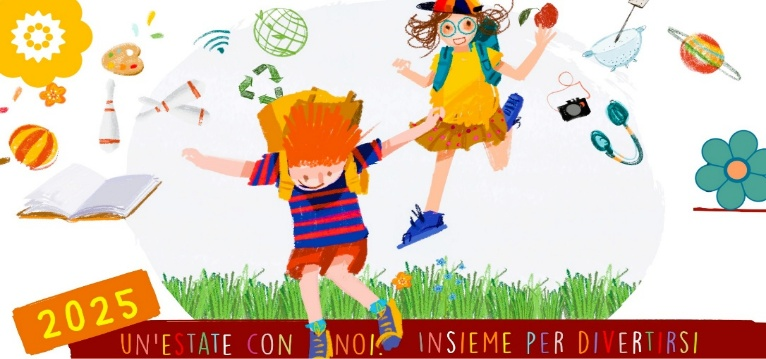 2025
UN'ESTATE CON NOI! INSIEME PER DIVERTIRSI